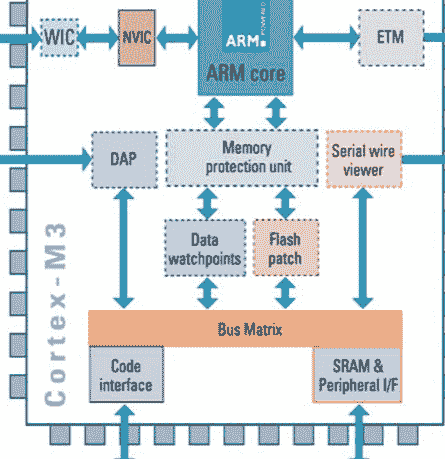 WIC
NVIC
ARM
POWERED
ARM core
ETM
DAP
Memory
protection unit
Serial wire
viewer
Data
watchpoints
Flash
patch
Cortex-M3
Bus Matrix
Code
interface
SRAM &
Peripheral I/F